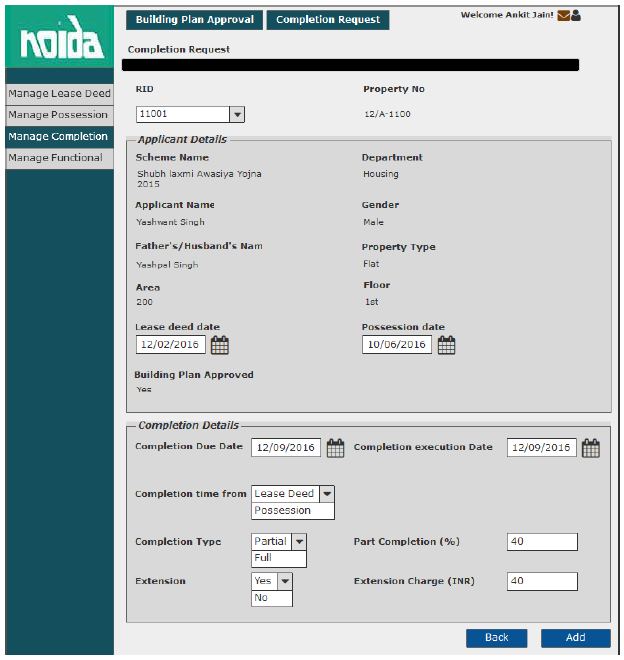 noida
Building Plan Approval Completion Request Welcome Ankit Jain!
Completion Request
Manage Lease Deed
Manage Possession
Manage Completion
Manage Functional
RID Property No
11001 12/A-1100
Applicant Details
Scheme Name Department
Shubh laxmi Awasiya Yojna Housing
2015
Applicant Name Gender
Yashwant Singh Male
Father's/Husband's Nam Property Type
Yashpal Singh Flat
Area Floor
200 1st
Lease deed date Possession date
12/02/2016 10/06/2016
Building Plan Approved
Yes
Completion Details
Completion Due Date 12/09/2016 Completion execution Date 12/09/2016
Completion time from Lease Deed
Possession
Completion Type Partial Part Completion (%) 40
Full
Extension Yes Extension Charge (INR) 40
No
Back Add